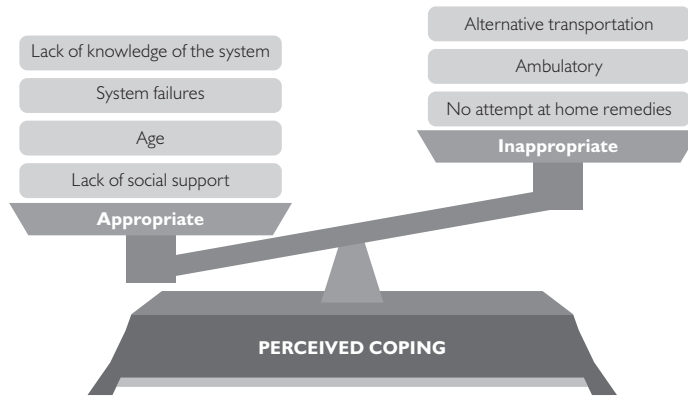 Lack of knowledge of the system
System failures
Age
Lack of social support
Appropriate
Alternative transportation
Ambulatory
No attempt at home remedies
Inappropriate
PERCEIVED COPING